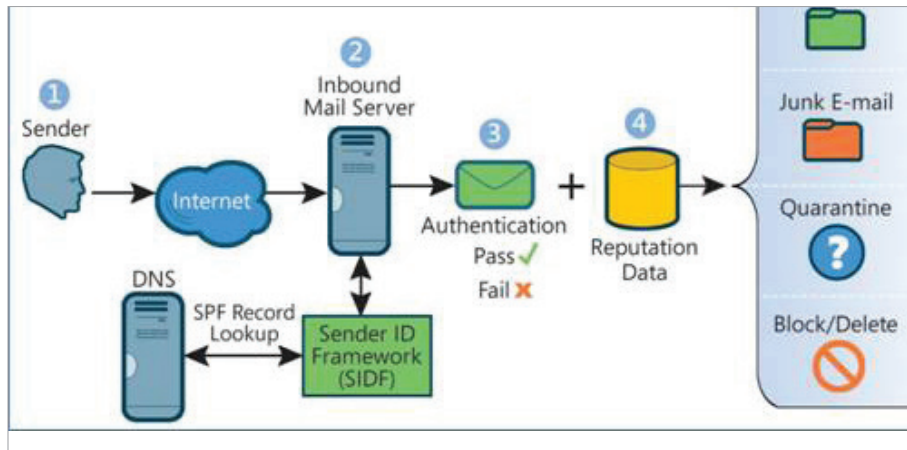 1
Sender
Internet
2
Inbound
Mail Server
DNS
SPF Record
Lookup
Sender ID
Framework
(SIDF)
3
Authentication
Pass
Fail
+
4
Reputation
Data
Junk E-mail
Quarantine
?
Block/Delete